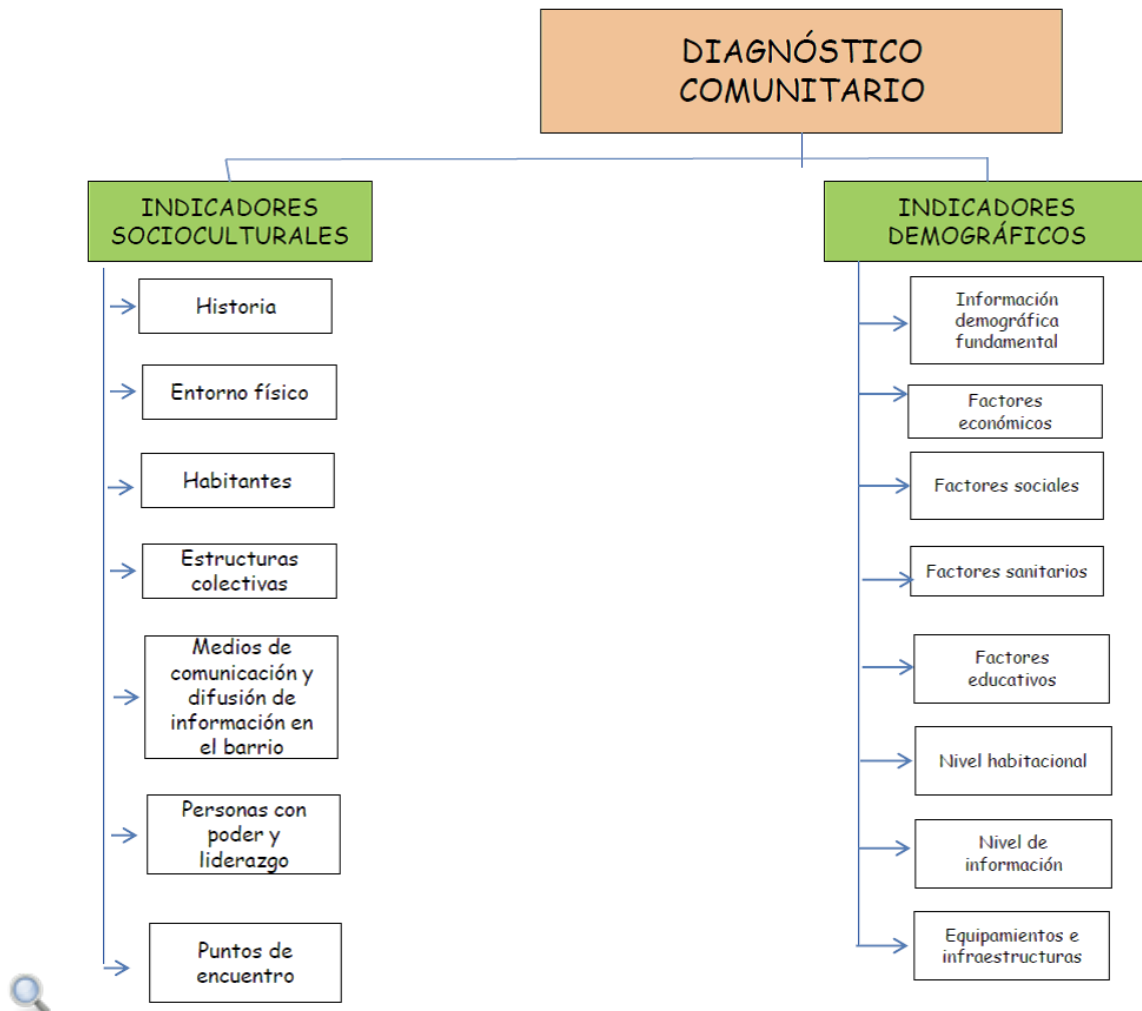 DIAGNÓSTICO
COMUNITARIO
INDICADORES
SOCIOCULTURALES
Historia
Entorno físico
Habitantes
Estructuras
colectivas
Medios de
comunicación y
difusión de
información en
el barrio
Personas con
poder y
liderazgo
Puntos de
encuentro
INDICADORES
DEMOGRÁFICOS
Información
demográfica
fundamental
Factores
económicos
Factores sociales
Factores sanitarios
Factores
educativos
Nivel habitacional
Nivel de
información
Equipamientos e
infraestructuras